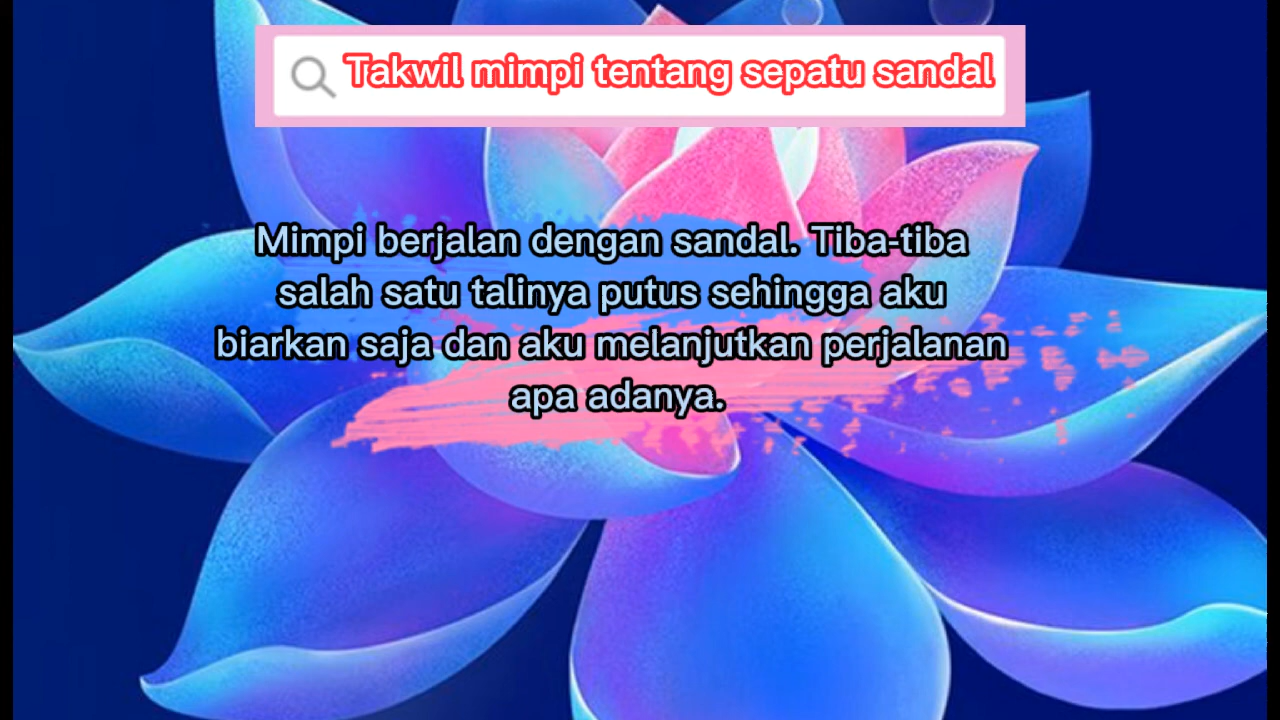 Takwil mimpi tentang sepatu sandal
Mimpi berjalan dengan sandal. Tiba-tiba
salah satu talinya putus sehingga aku
biarkan saja dan aku melanjutkan perjalanan
apa adanya.